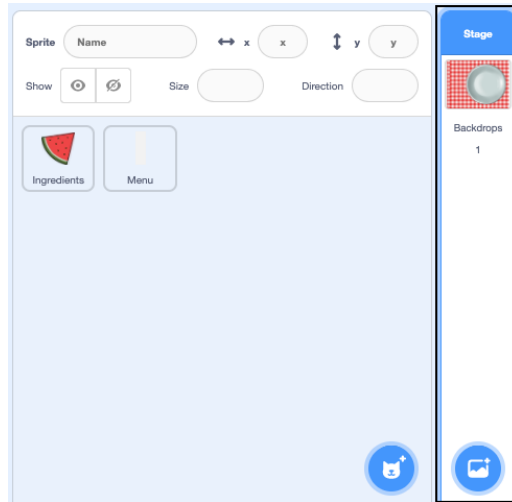 Sprite Name x x y y
Show Size Direction
Ingredients Menu
Stage
Backdrops
1